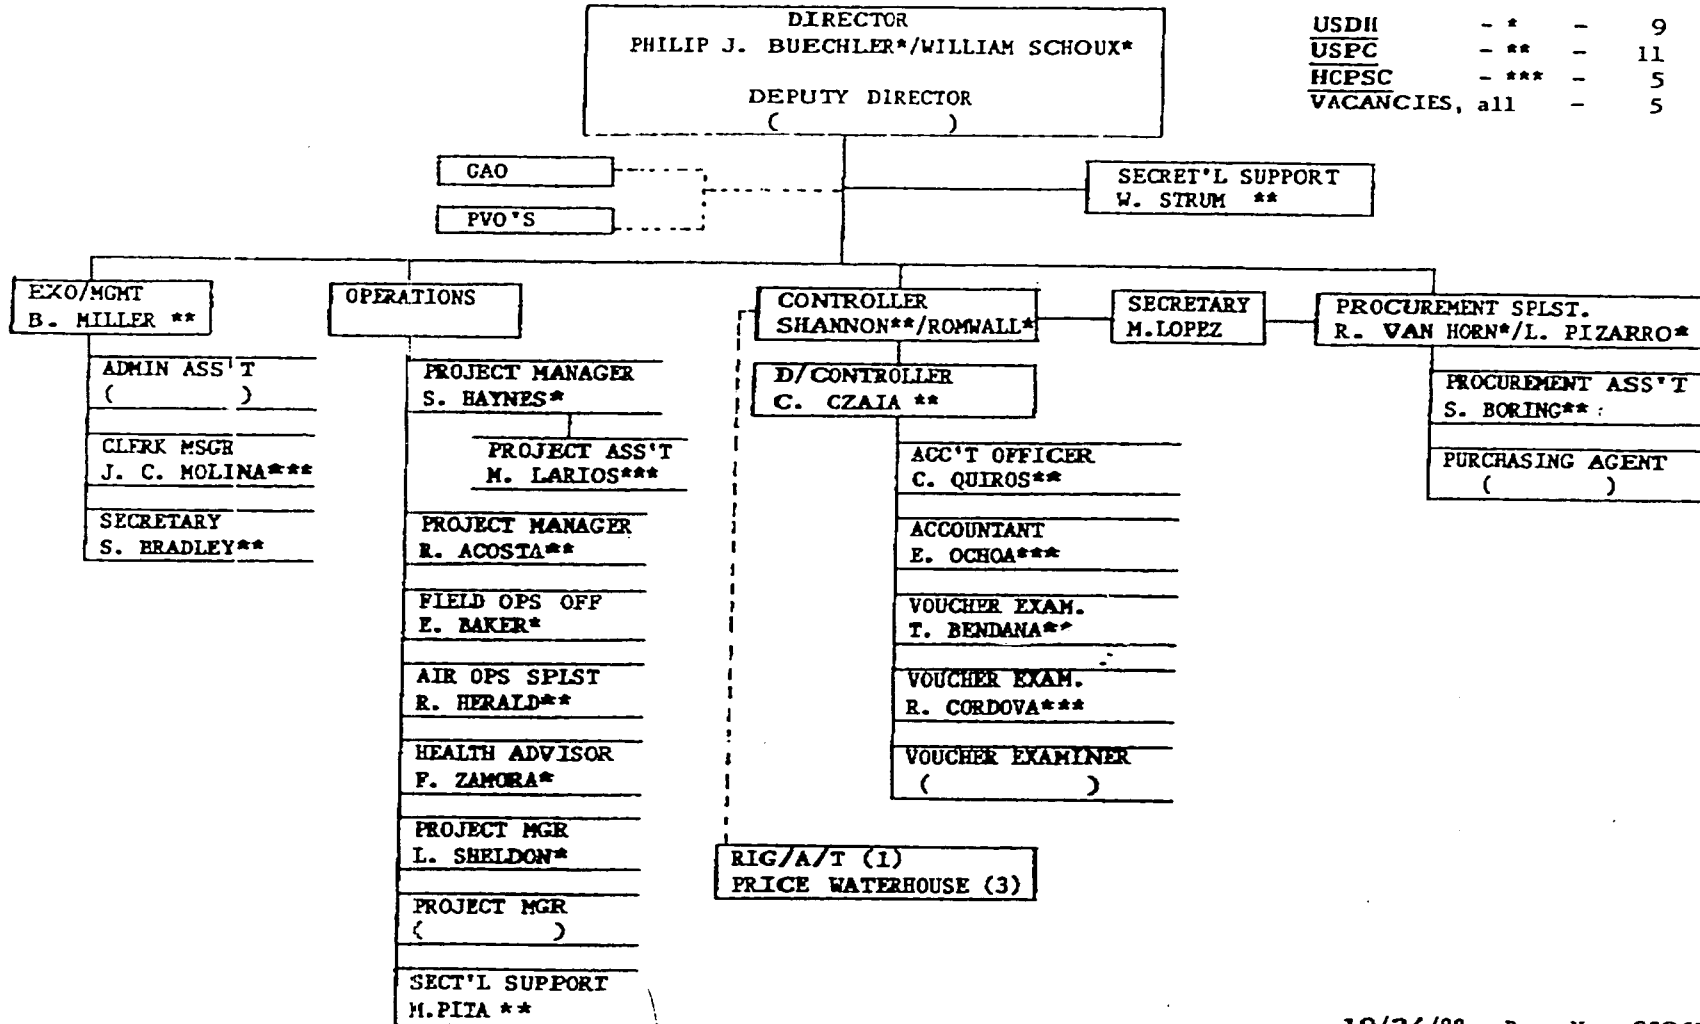 DIRECTOR
PHILIP J. BUECHLER*/WILLIAM SCHOUX*
DEPUTY DIRECTOR
( )
USDH - * - 9
USPC - ** - 11
HCPSC - *** - 5
VACANCIES, all - 5
GAO
PVO'S
SECRET'L SUPPORT
W. STRUM **
EXO/MGMT
B. MILLER **
ADMIN ASS'T
( )
CLERK MSGR
J. C. MOLINA***
SECRETARY
S. BRADLEY**
OPERATIONS
PROJECT MANAGER
S. HAYNES*
PROJECT ASS'T
M. LARIOS***
PROJECT MANAGER
R. ACOSTA**
FIELD OPS OFF
E. BAKER*
AIR OPS SPLST
R. HERALD**
HEALTH ADVISOR
F. ZAMORA*
PROJECT MGR
L. SHELDON*
PROJECT MGR
( )
SECT'L SUPPORT
M.PITA **
CONTROLLER
SHANNON**/ROMWALL*
D/CONTROLLER
C. CZAIA **
ACC'T OFFICER
C. QUIROS**
ACCOUNTANT
E. OCHOA***
VOUCHER EXAM.
T. BENDANA**
VOUCHER EXAM.
R. CORDOVA***
VOUCHER EXAMINER
( )
RIG/A/T (1)
PRICE WATERHOUSE (3)
SECRETARY
M.LOPEZ
PROCUREMENT SPLST.
R. VAN HORN*/L. PIZARRO*
PROCUREMENT ASS'T
S. BORING**
PURCHASING AGENT
( )